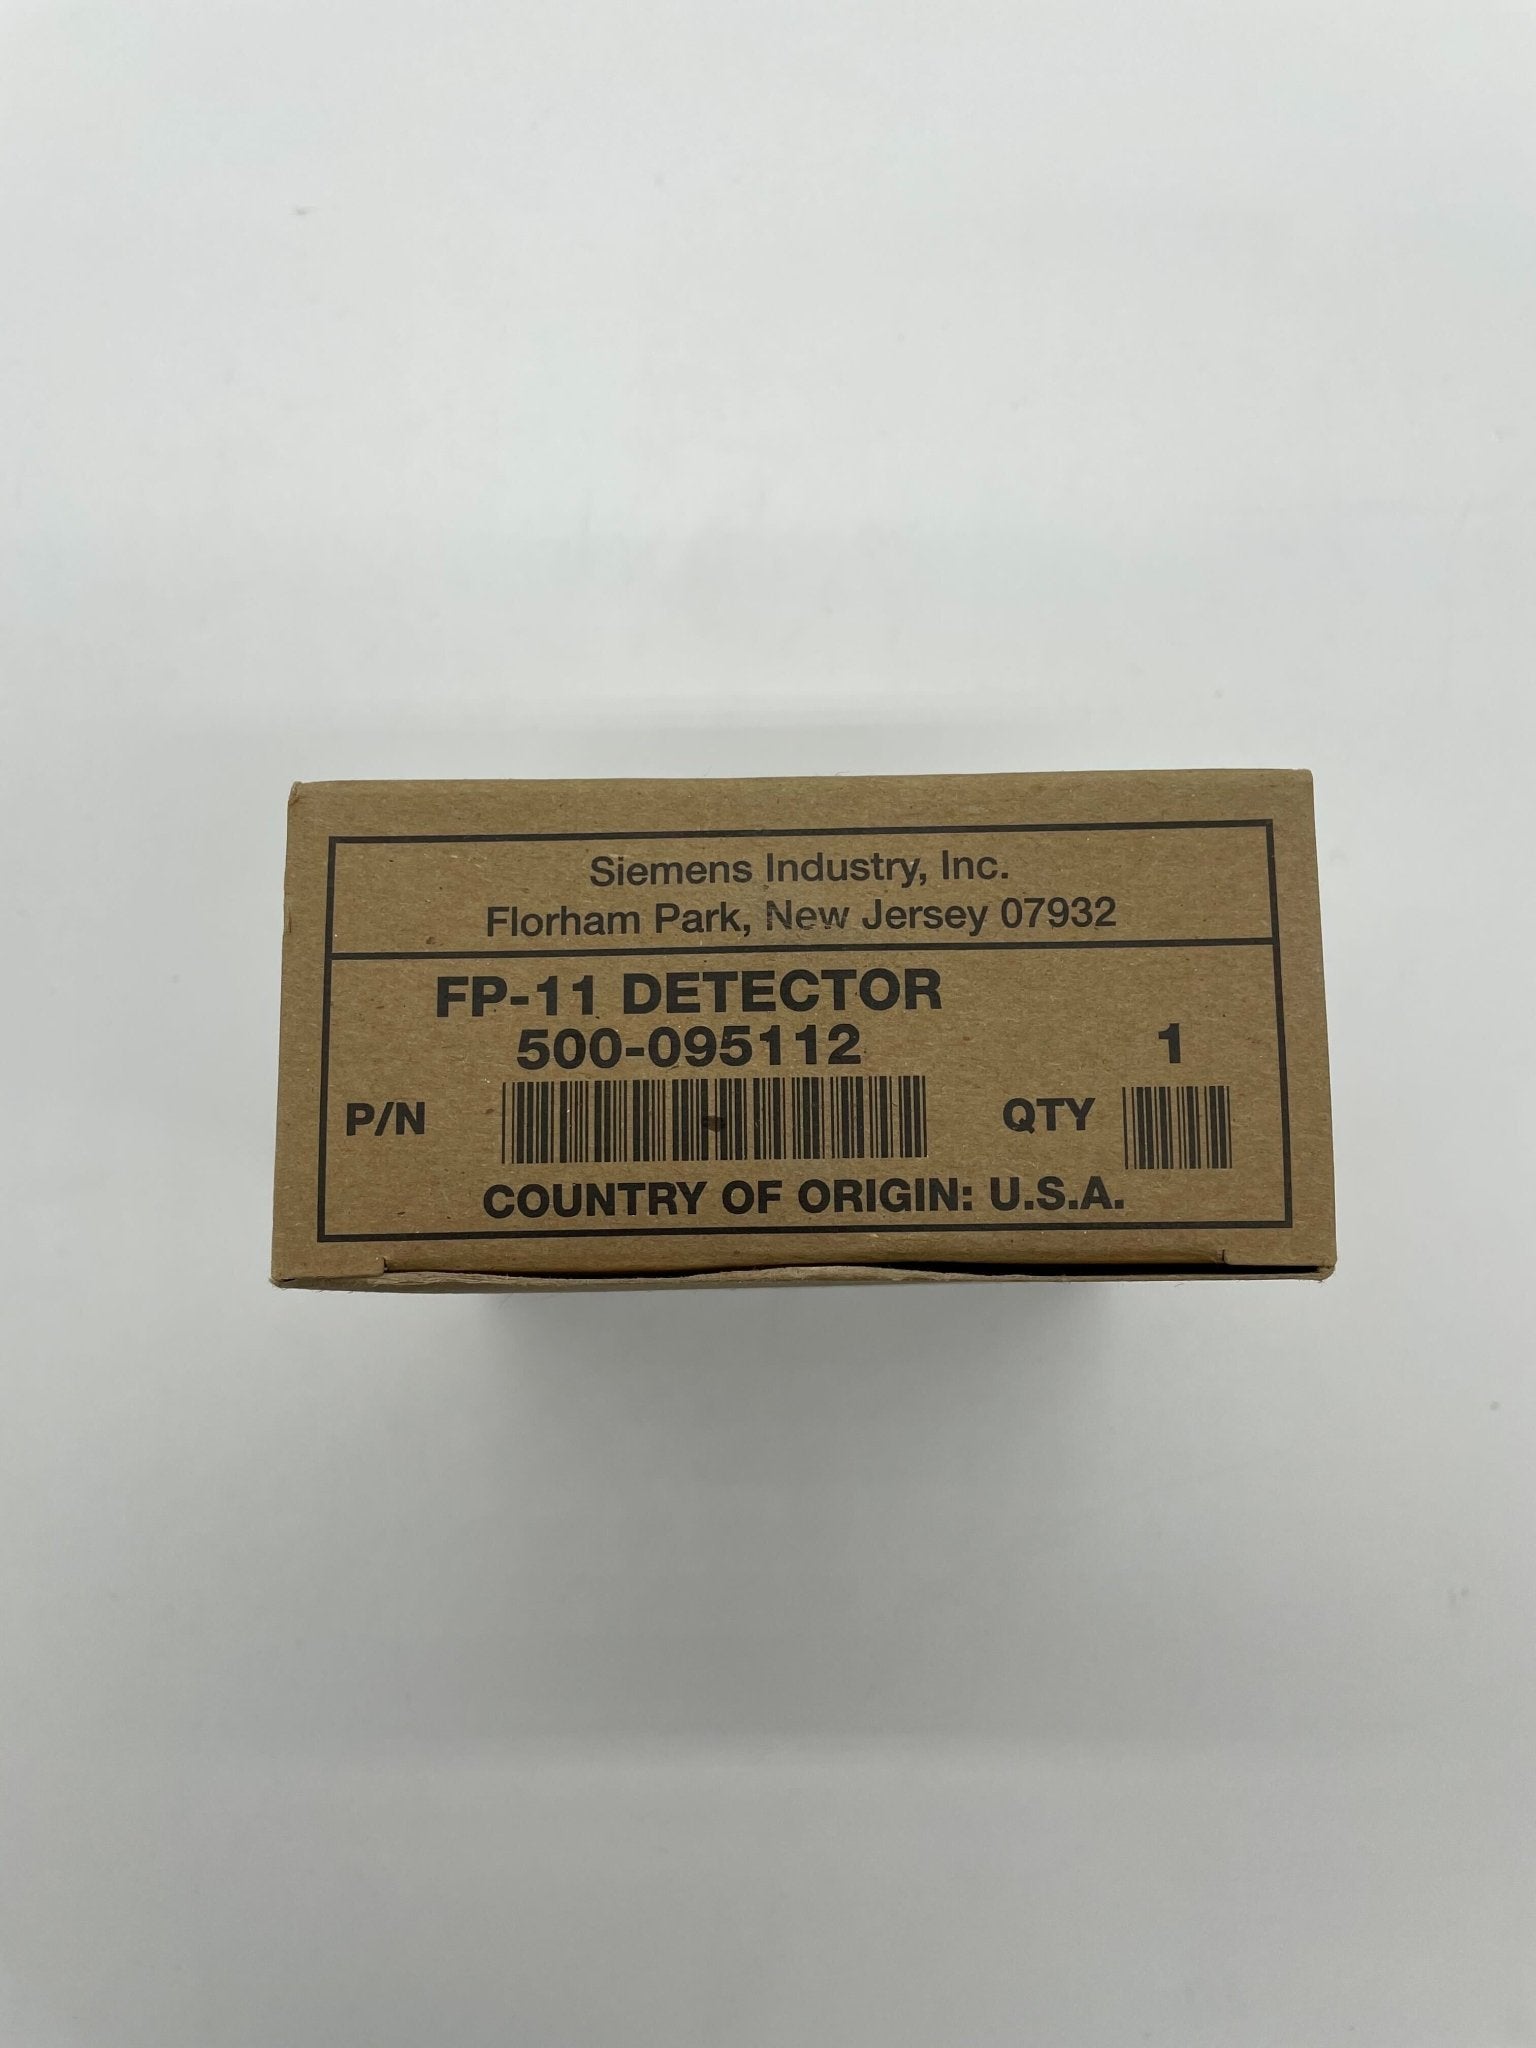 Siemens Industry, Inc.
Florham Park, New Jersey 07932
FP-11 DETECTOR
500-095112
1
P/N
QTY
COUNTRY OF ORIGIN: U.S.A.